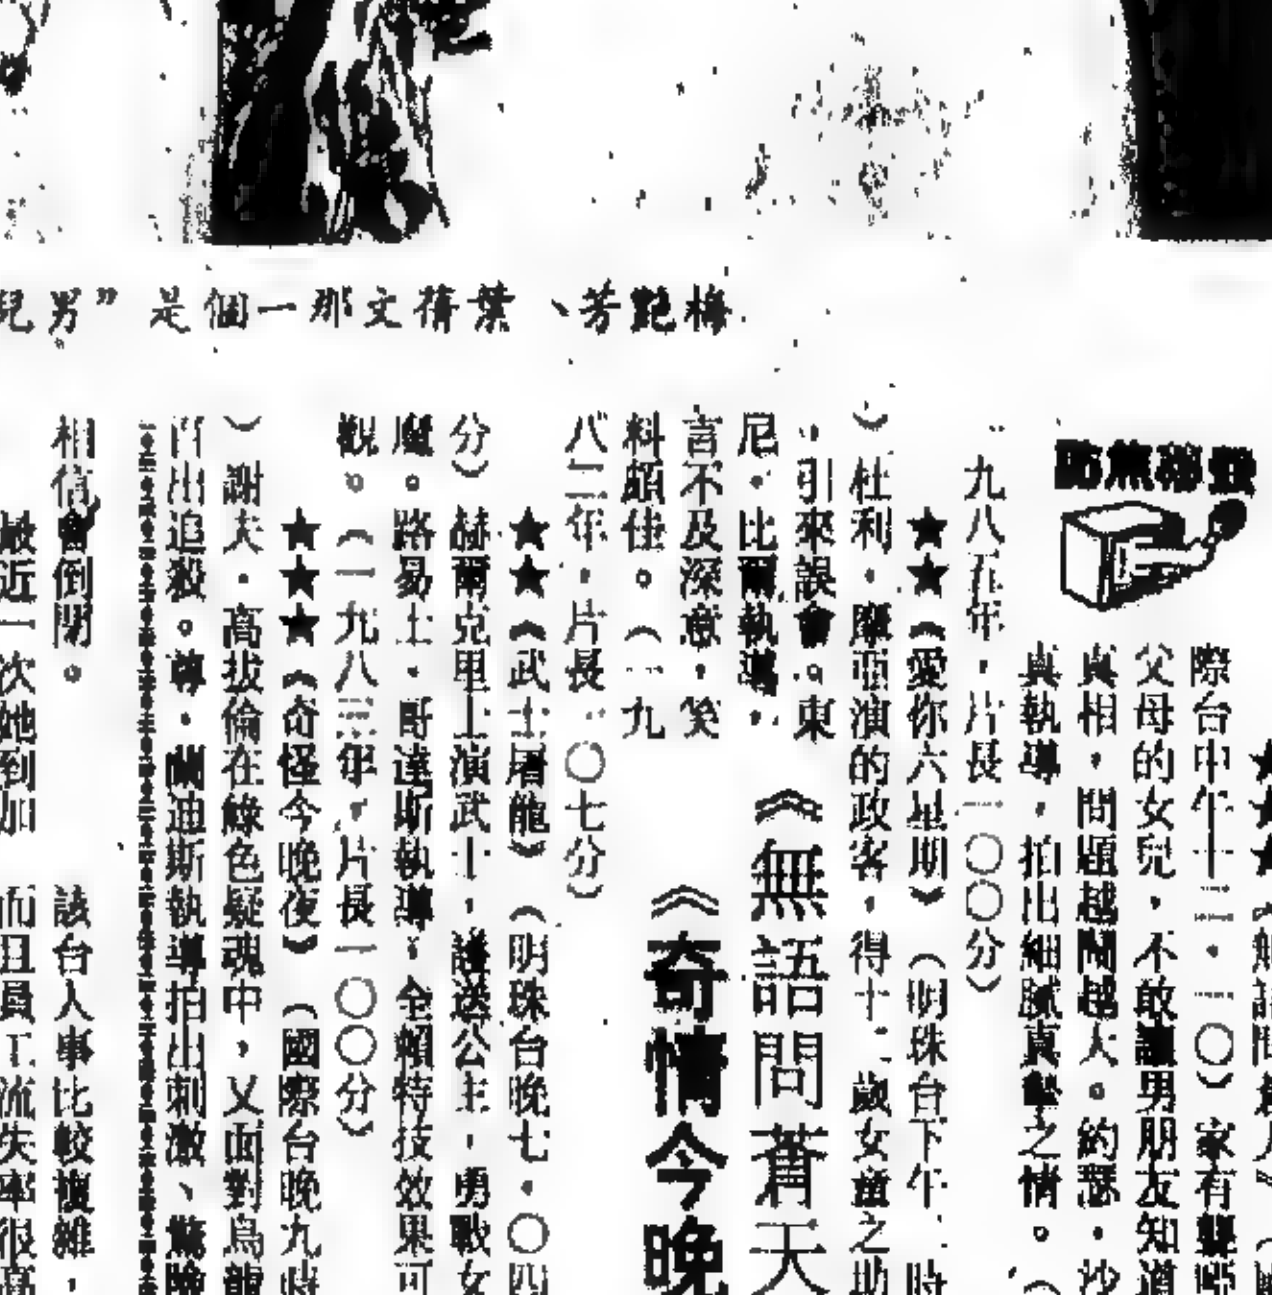 梅艷芳、葉蒨文那一個是”男兒
無語問蒼天》（國
際台中午十二‧一〇）家有聾啞
父母的女兒，不敢讓男朋友知道
真相，問題越鬧越大。約瑟‧沙
真執導，拍出細膩真摯之情。（
九八五年，片長一〇〇分）
★★《愛你六星期》（明珠台下午二時
）杜利‧摩亞演的政客，得十二歲女童之助
，引來誤會。東
尼‧比爾執導，
言不及深意，笑
料頗佳。（一九
八二年，片長一〇七分）
《無語問蒼天
《奇情今晚
★★《武士屠龍》（明珠台晚七‧〇四
分）赫爾克里上演武士，護送公主，勇戰女
魔。路易士‧哥達斯執導，全賴特技效果可
觀。（一九八三年，片長一〇〇分）
★★★《奇怪今晚夜》（國際台晚九時
）謝夫‧高拔倫在綠色疑魂中，又面對烏龍
百出追殺。尊‧蘭迪斯執導拍出刺激、驚險
相信會倒閉。
該台人事比較複雜，
最近一次她到加
而且員工流失率很高